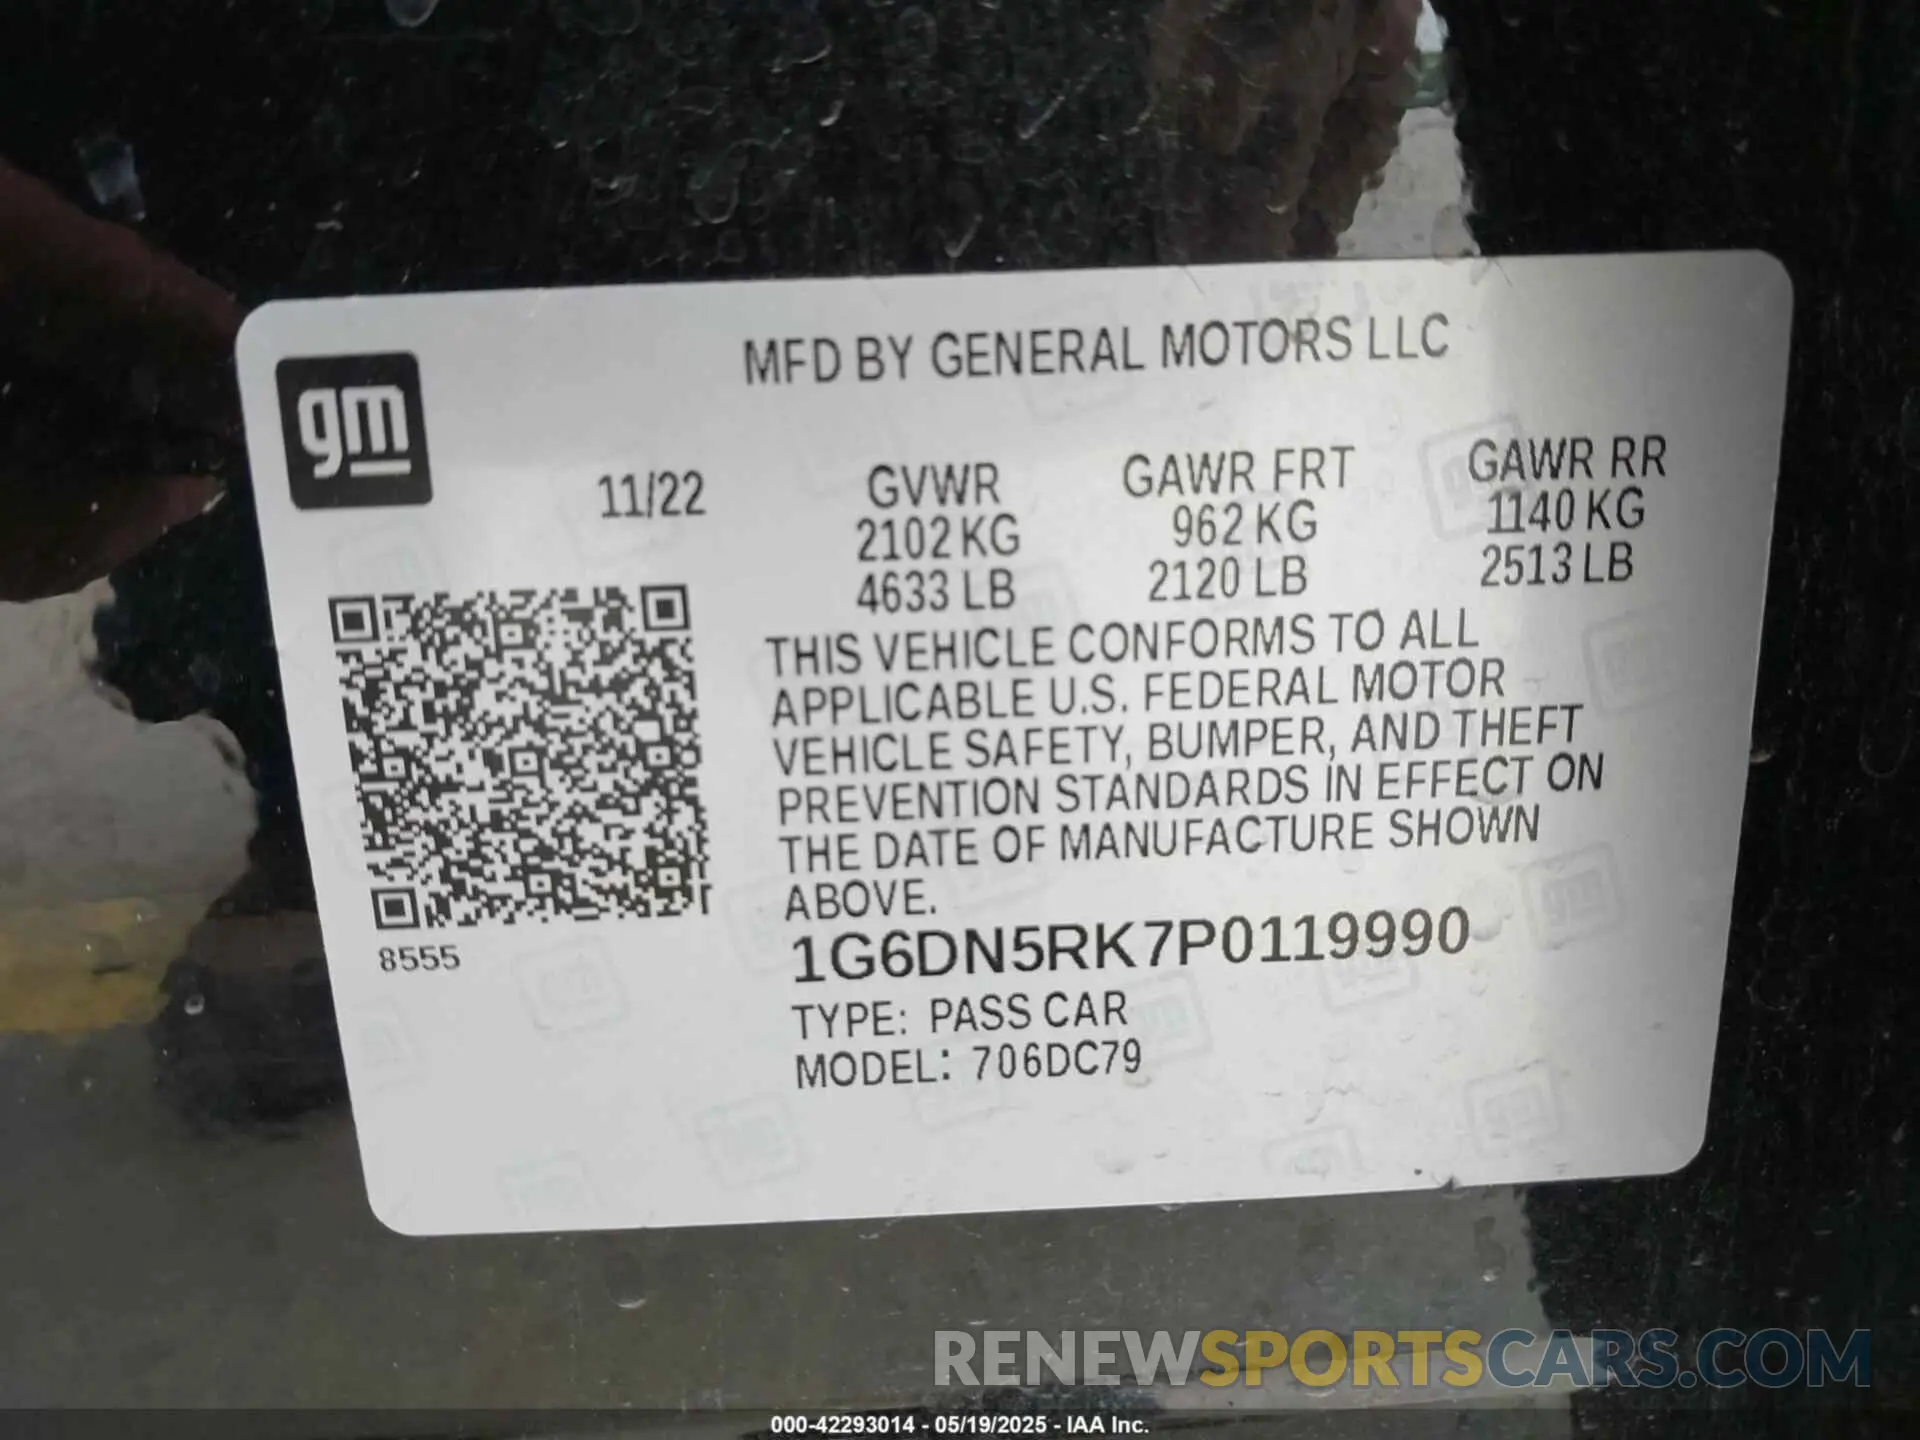 MFD BY GENERAL MOTORS LLC
gm
11/22
GVWR GAWR FRT GAWR RR
2102 KG 962 KG 1140 KG
4633 LB 2120 LB 2513 LB
THIS VEHICLE CONFORMS TO ALL
APPLICABLE U.S. FEDERAL MOTOR
VEHICLE SAFETY, BUMPER, AND THEFT
PREVENTION STANDARDS IN EFFECT ON
THE DATE OF MANUFACTURE SHOWN
ABOVE.
8555
1G6DN5RK7P0119990
TYPE: PASS CAR
MODEL: 706DC79
RENEWSPORTSCARS.COM
000-42293014 - 05/19/2025 - IAA Inc.